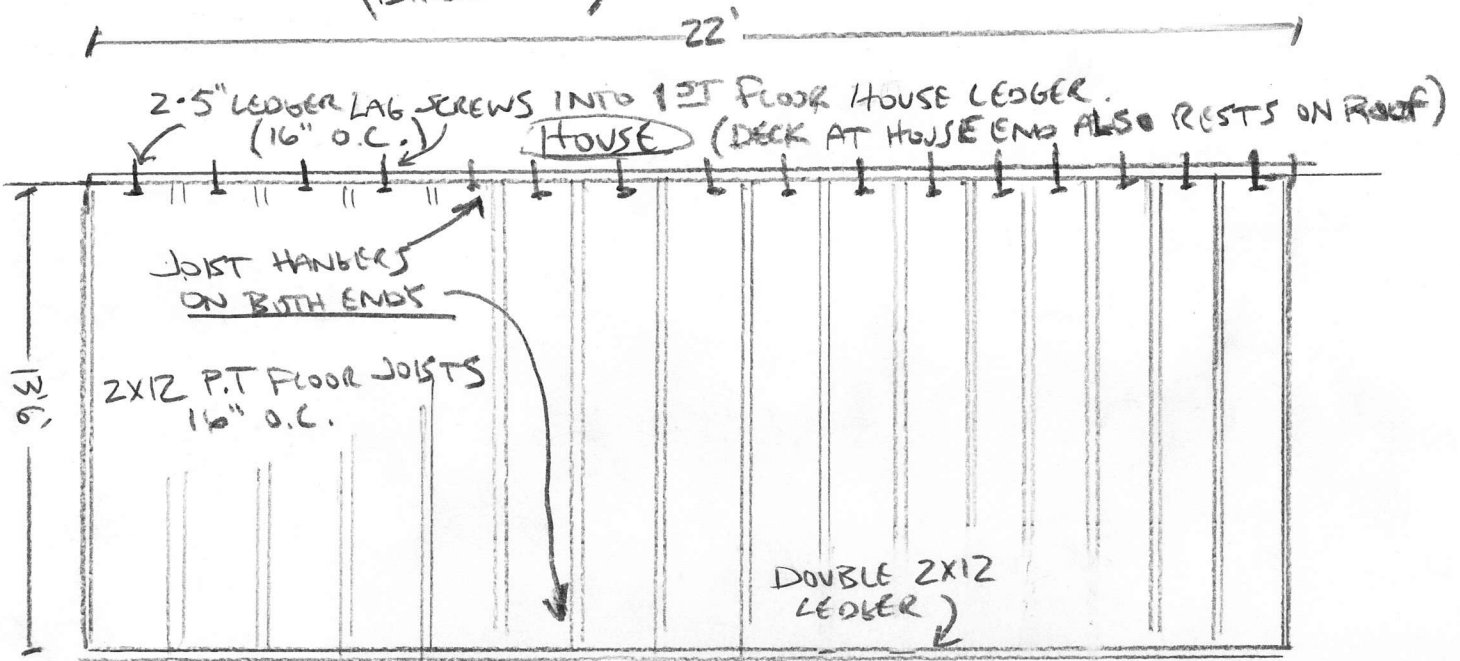 22'
2.5" LEDGER LAG SCREWS INTO 1ST FLOOR HOUSE LEDGER.
(16" O.C.) HOUSE (DECK AT HOUSE END ALSO RESTS ON ROOF)
JOIST HANGERS
ON BOTH ENDS
13'
2X12 P.T FLOOR JOISTS
16" O.C.
DOUBLE 2X12
LEDGER